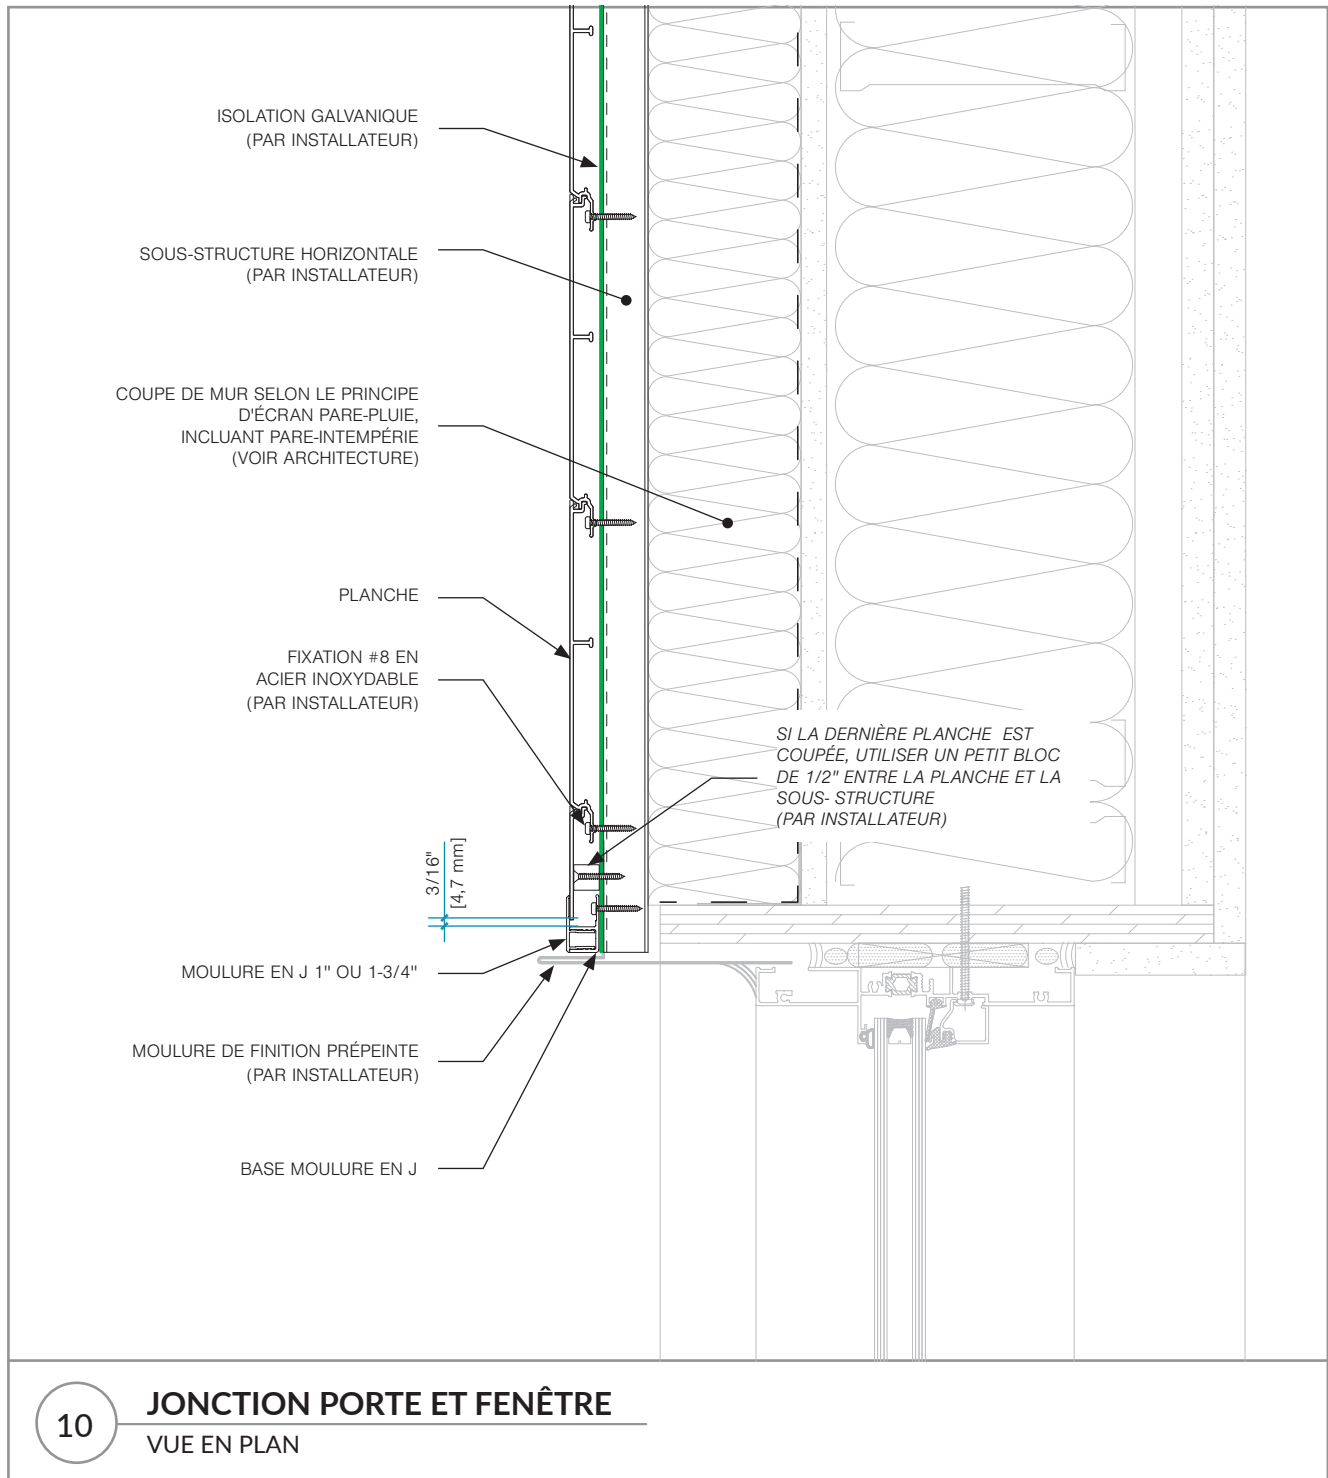 ISOLATION GALVANIQUE
(PAR INSTALLATEUR)
SOUS-STRUCTURE HORIZONTALE
(PAR INSTALLATEUR)
COUPE DE MUR SELON LE PRINCIPE
D'ÉCRAN PARE-PLUIE,
INCLUANT PARE-INTEMPÉRIE
(VOIR ARCHITECTURE)
PLANCHE
FIXATION #8 EN
ACIER INOXYDABLE
(PAR INSTALLATEUR)
SI LA DERNIÈRE PLANCHE EST
COUPÉE, UTILISER UN PETIT BLOC
DE 1/2" ENTRE LA PLANCHE ET LA
SOUS- STRUCTURE
(PAR INSTALLATEUR)
3/16"
[4,7 mm]
MOULURE EN J 1" OU 1-3/4"
MOULURE DE FINITION PRÉPEINTE
(PAR INSTALLATEUR)
BASE MOULURE EN J
10
JONCTION PORTE ET FENÊTRE
VUE EN PLAN